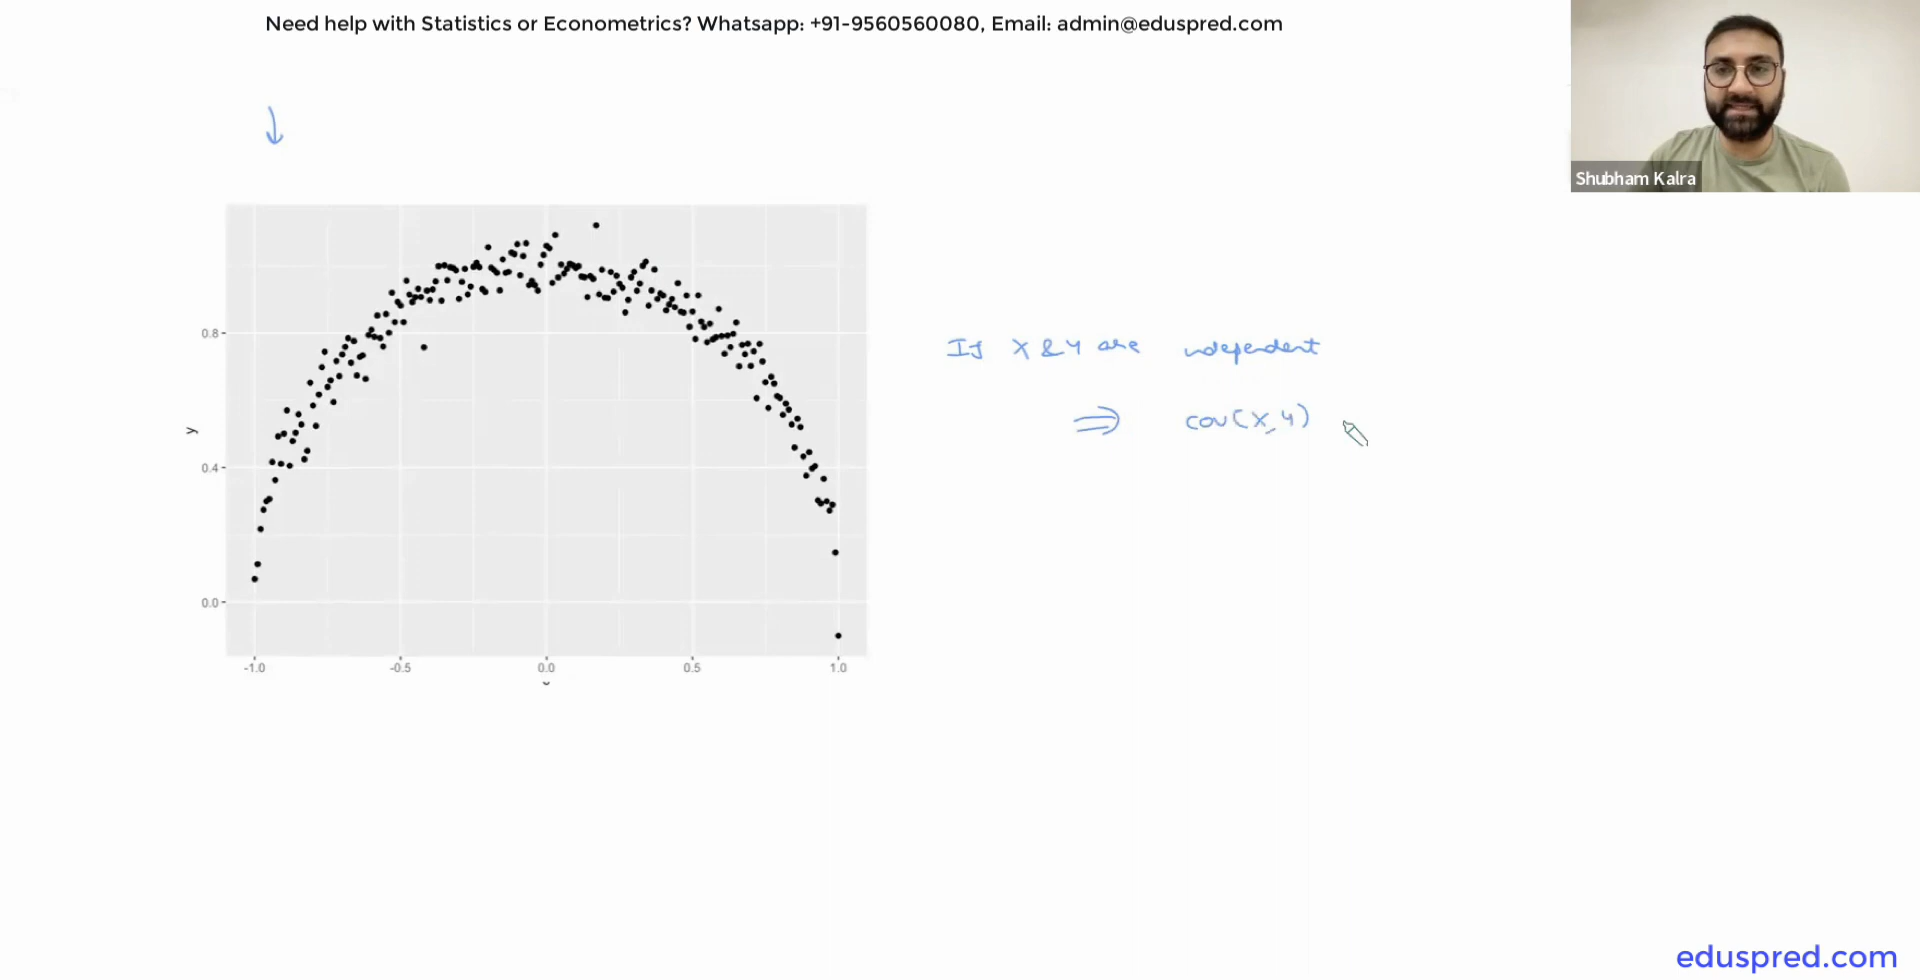 Need help with Statistics or Econometrics? Whatsapp: +91-9560560080, Email: admin@eduspred.com
Shubham Kalra
If X & Y are independent
⇒ cov(X, Y)
y
0.8
0.4
0.0
-1.0 -0.5 0.0 0.5 1.0
eduspred.com